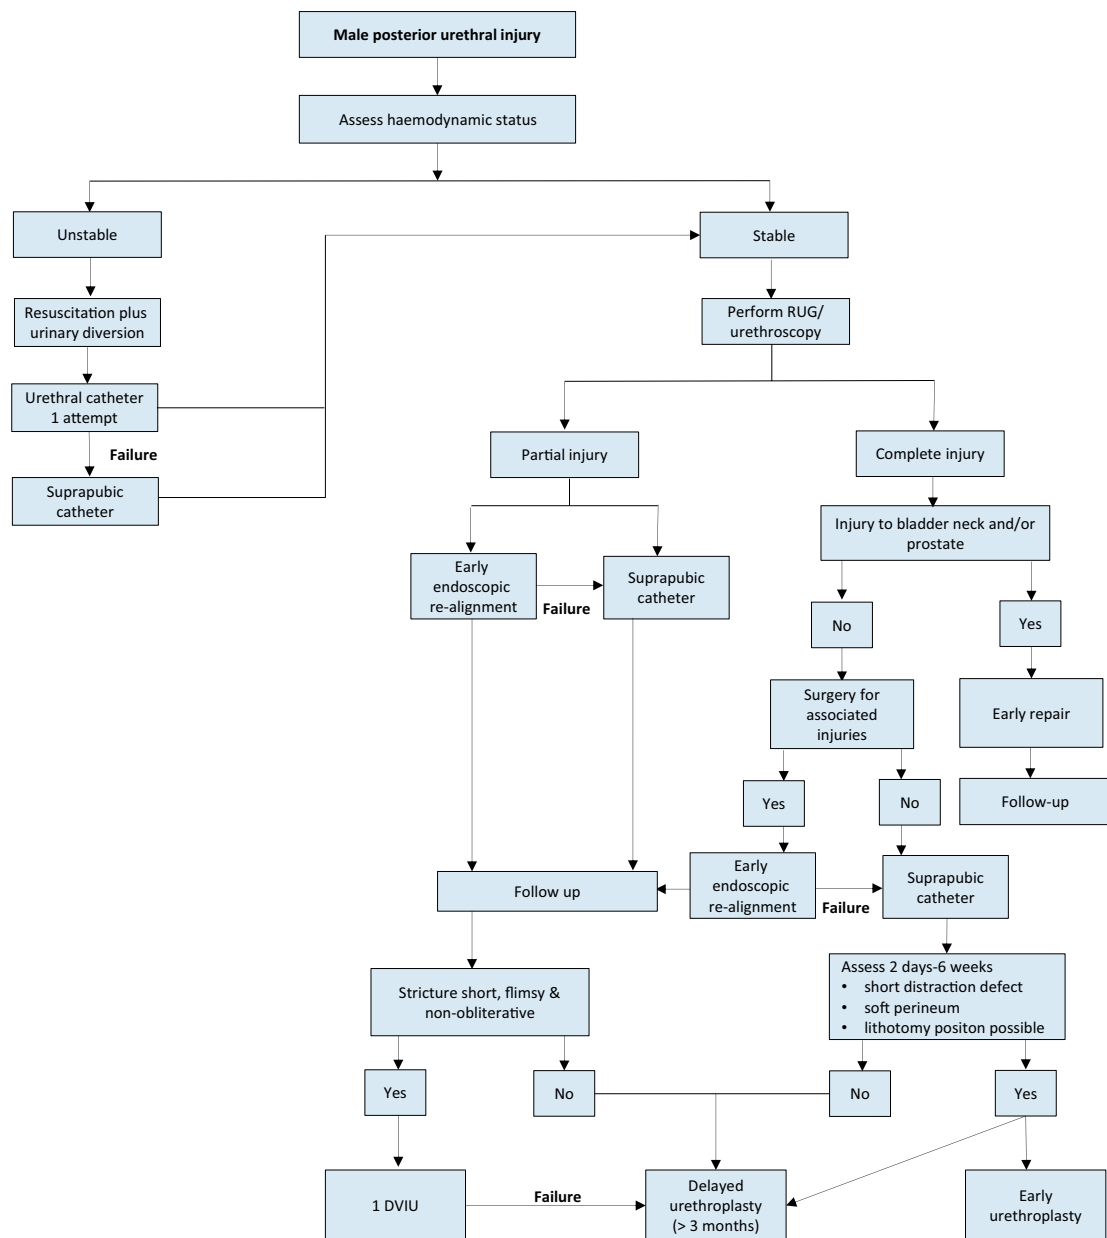 Male posterior urethral injury
Assess haemodynamic status
Unstable
Stable
Resuscitation plus
urinary diversion
Perform RUG/
urethroscopy
Urethral catheter
1 attempt
Failure
Suprapubic
catheter
Partial injury
Complete injury
Injury to bladder neck and/or
prostate
Early
endoscopic
re-alignment
Failure
Suprapubic
catheter
No
Yes
Surgery for
associated
injuries
Early repair
Yes
No
Follow-up
Follow up
Early
endoscopic
re-alignment
Failure
Suprapubic
catheter
Stricture short, flimsy &
non-obliterative
Assess 2 days-6 weeks
• short distraction defect
• soft perineum
• lithotomy positon possible
Yes
No
No
Yes
1 DVIU
Failure
Delayed
urethroplasty
(> 3 months)
Early
urethroplasty